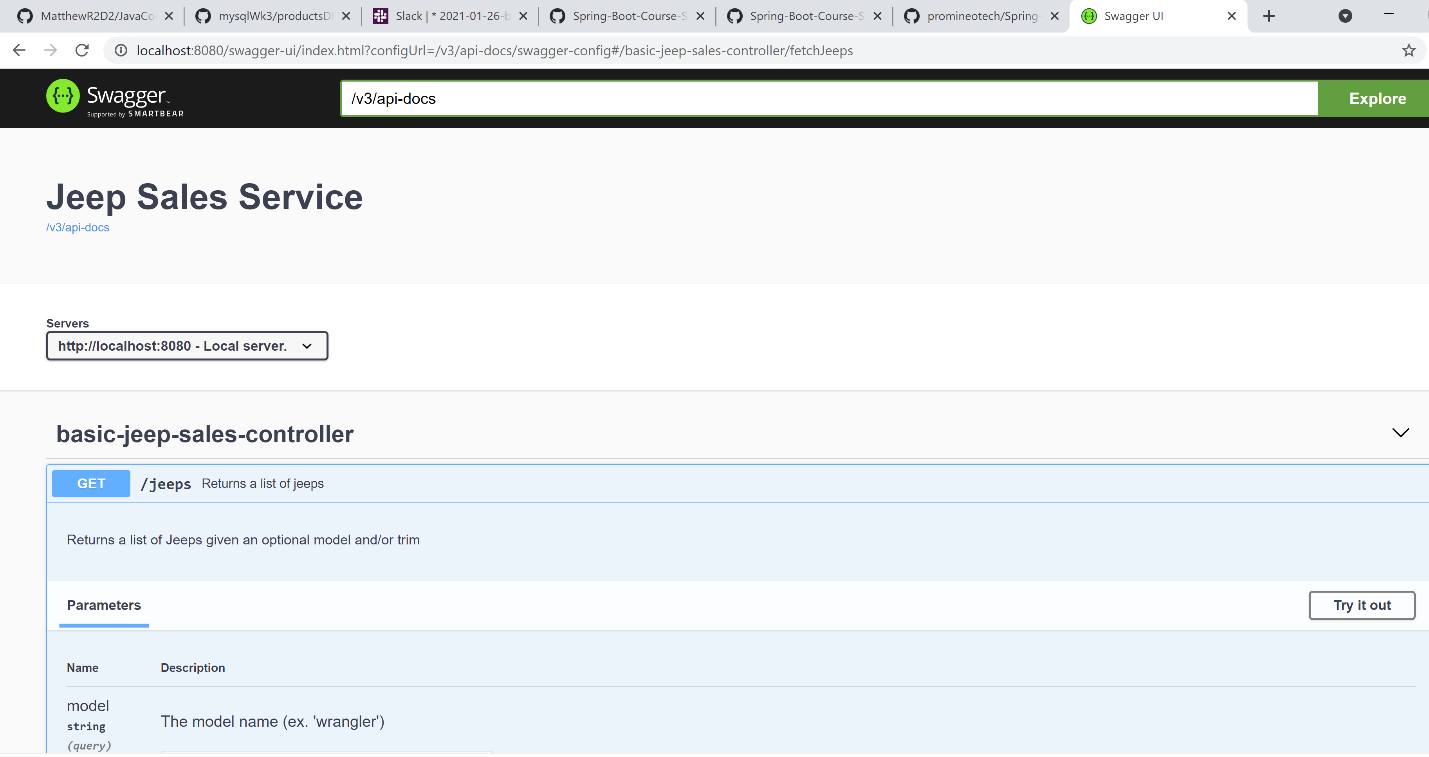 MatthewR2D2/JavaCo
mysqlWk3/productsD
Slack | * 2021-01-26-b
Spring-Boot-Course-S
Spring-Boot-Course-S
promineotech/Spring-
Swagger UI
localhost:8080/swagger-ui/index.html?configUrl=/v3/api-docs/swagger-config#/basic-jeep-sales-controller/fetchJeeps
{···} Swagger
Supported by SMARTBEAR
/v3/api-docs
Explore
Jeep Sales Service
/v3/api-docs
Servers
http://localhost:8080 - Local server.
basic-jeep-sales-controller
GET /jeeps Returns a list of jeeps
Returns a list of Jeeps given an optional model and/or trim
Parameters
Try it out
Name Description
model
string
(query)
The model name (ex. 'wrangler')